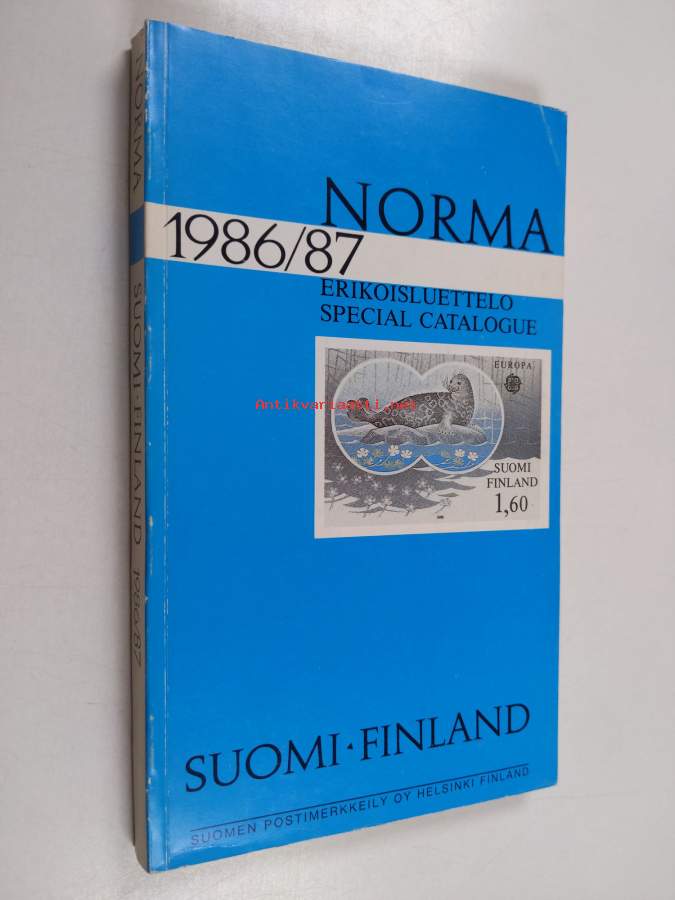 NORMA
1986/87
ERIKOISLUETTELO
SPECIAL CATALOGUE
EUROPA
SUOMI
FINLAND
1,60
SUOMI·FINLAND
SUOMEN POSTIMERKKEILY OY HELSINKI FINLAND
NORMA SUOMI·FINLAND 1986/87
Antikvariaatti.net